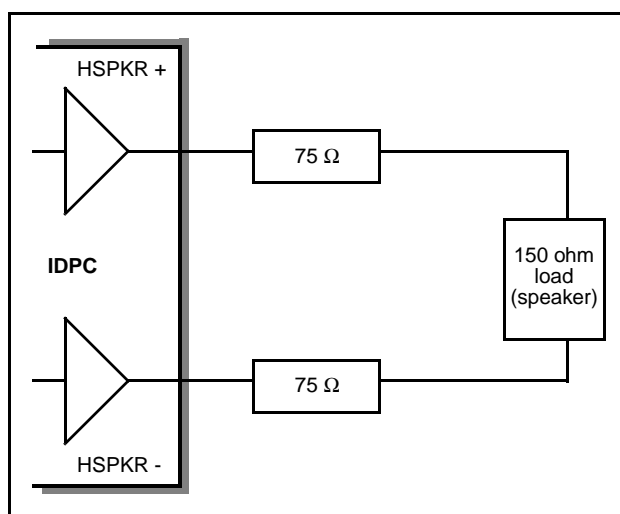 HSPKR +
75 Ω
IDPC
150 ohm
load
(speaker)
75 Ω
HSPKR -